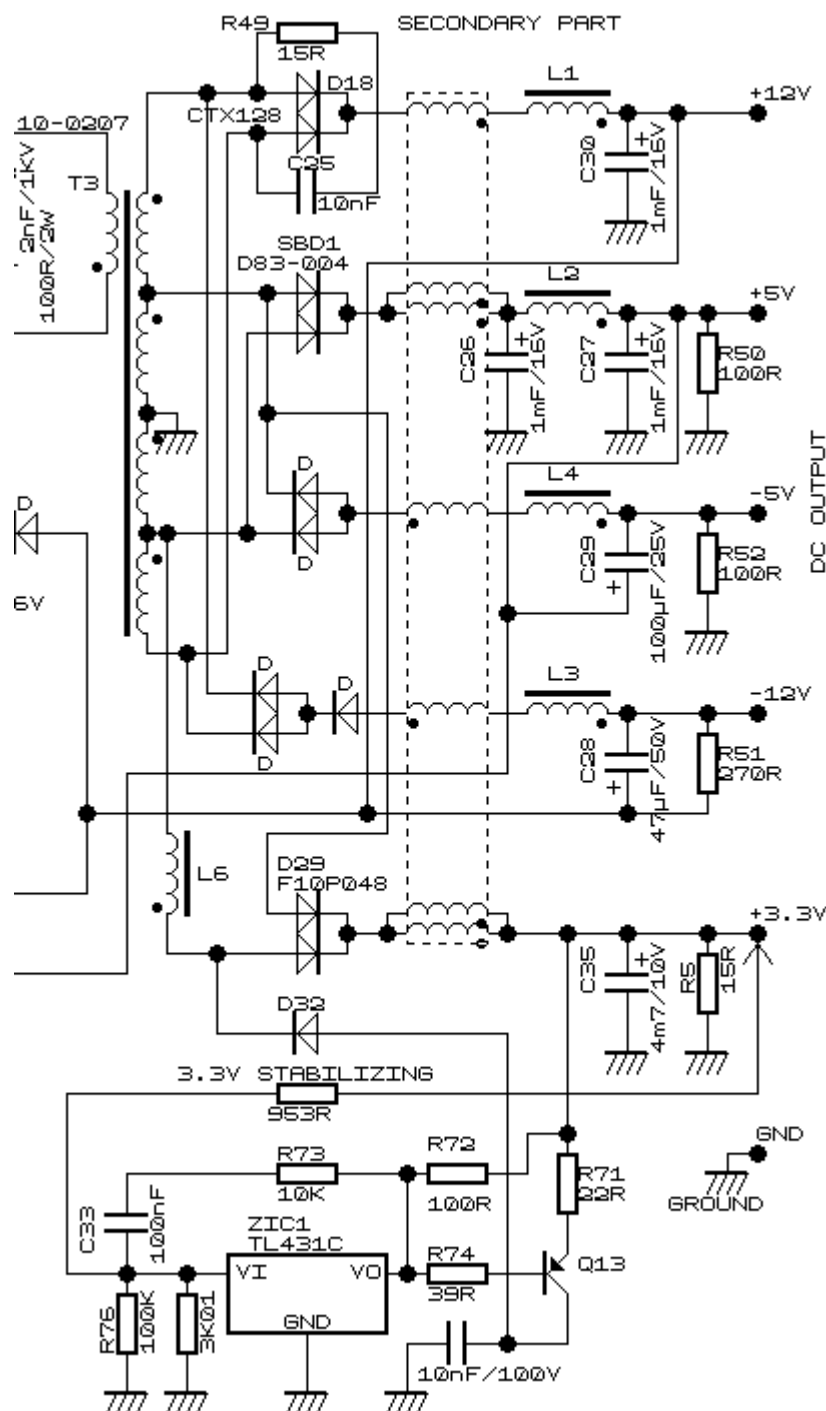 R49
SECONDARY PART
15R
L1
D18
+12V
CTX128
10-0207
C25
10nF
C30
+
1mF/16V
T3
2nF/1KV
100R/2W
SBD1
D83-004
L2
+5V
C26
+
1mF/16V
C27
+
1mF/16V
R50
100R
D
L4
-5V
DC OUTPUT
D
C29
+
100µF/25V
R52
100R
D
6V
D
D
L3
-12V
C28
+
47µF/50V
R51
270R
D
D29
F10P048
L6
+3.3V
C35
+
4m7/10V
R5
15R
D32
3.3V STABILIZING
953R
GND
R73
R72
R71
10K
100R
22R
GROUND
C33
100nF
ZIC1
TL431C
R74
VI
VO
Q13
39R
R76
100K
3K01
GND
10nF/100V